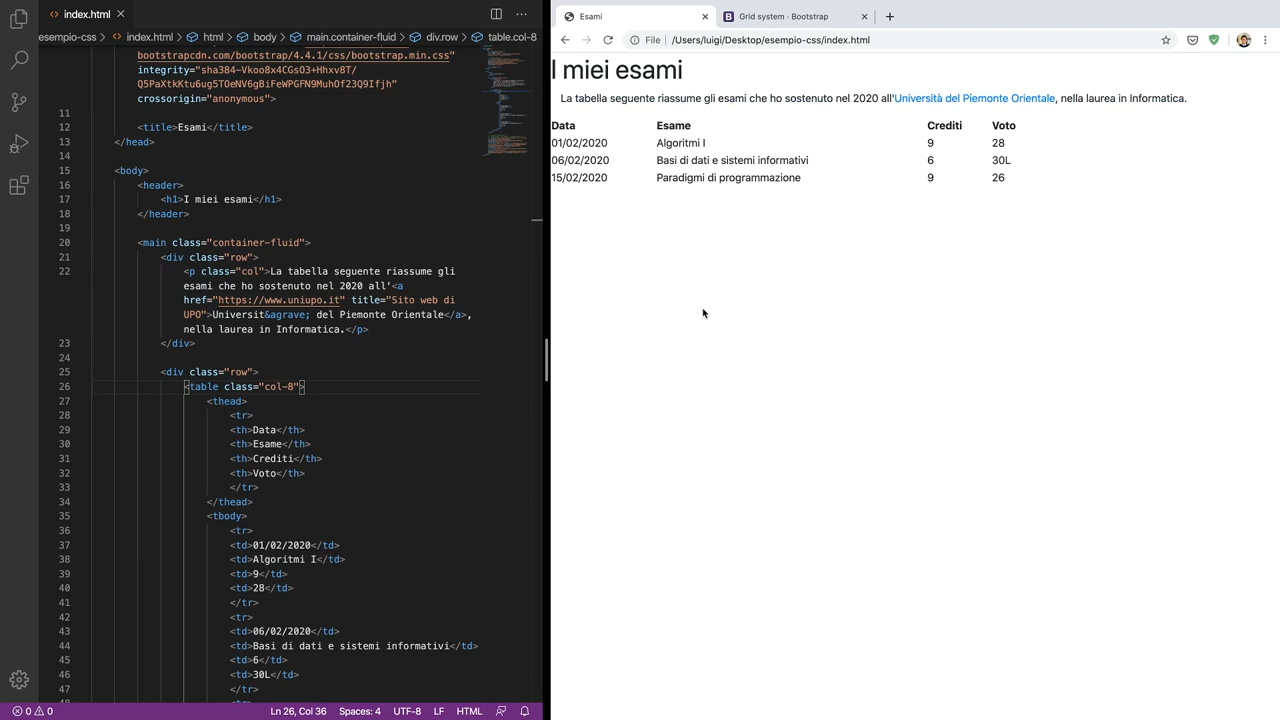 index.html
esempio-css > index.html > html > body > main.container-fluid > div.row > table.col-8
bootstrapcdn.com/bootstrap/4.4.1/css/bootstrap.min.css"
integrity="sha384-Vkoo8x4CGsO3+Hhxv8T/
Q5PaXtkKtu6ug5TOeNV6gBiFeWPGFN9MuhOf23Q9Ifjh"
crossorigin="anonymous">
11
12 <title>Esami</title>
13 </head>
14
15 <body>
16 <header>
17 <h1>I miei esami</h1>
18 </header>
19
20 <main class="container-fluid">
21 <div class="row">
22 <p class="col">La tabella seguente riassume gli
esami che ho sostenuto nel 2020 all'<a
href="https://www.uniupo.it" title="Sito web di
UPO">Universit&agrave; del Piemonte Orientale</a>,
nella laurea in Informatica.</p>
23 </div>
24
25 <div class="row">
26 <table class="col-8">
27 <thead>
28 <tr>
29 <th>Data</th>
30 <th>Esame</th>
31 <th>Crediti</th>
32 <th>Voto</th>
33 </tr>
34 </thead>
35 <tbody>
36 <tr>
37 <td>01/02/2020</td>
38 <td>Algoritmi I</td>
39 <td>9</td>
40 <td>28</td>
41 </tr>
42 <tr>
43 <td>06/02/2020</td>
44 <td>Basi di dati e sistemi informativi</td>
45 <td>6</td>
46 <td>30L</td>
47 </tr>
0 0 Ln 26, Col 36 Spaces: 4 UTF-8 LF HTML
Esami Grid system · Bootstrap
File /Users/luigi/Desktop/esempio-css/index.html
I miei esami
La tabella seguente riassume gli esami che ho sostenuto nel 2020 all'Università del Piemonte Orientale, nella laurea in Informatica.
Data Esame Crediti Voto
01/02/2020 Algoritmi I 9 28
06/02/2020 Basi di dati e sistemi informativi 6 30L
15/02/2020 Paradigmi di programmazione 9 26